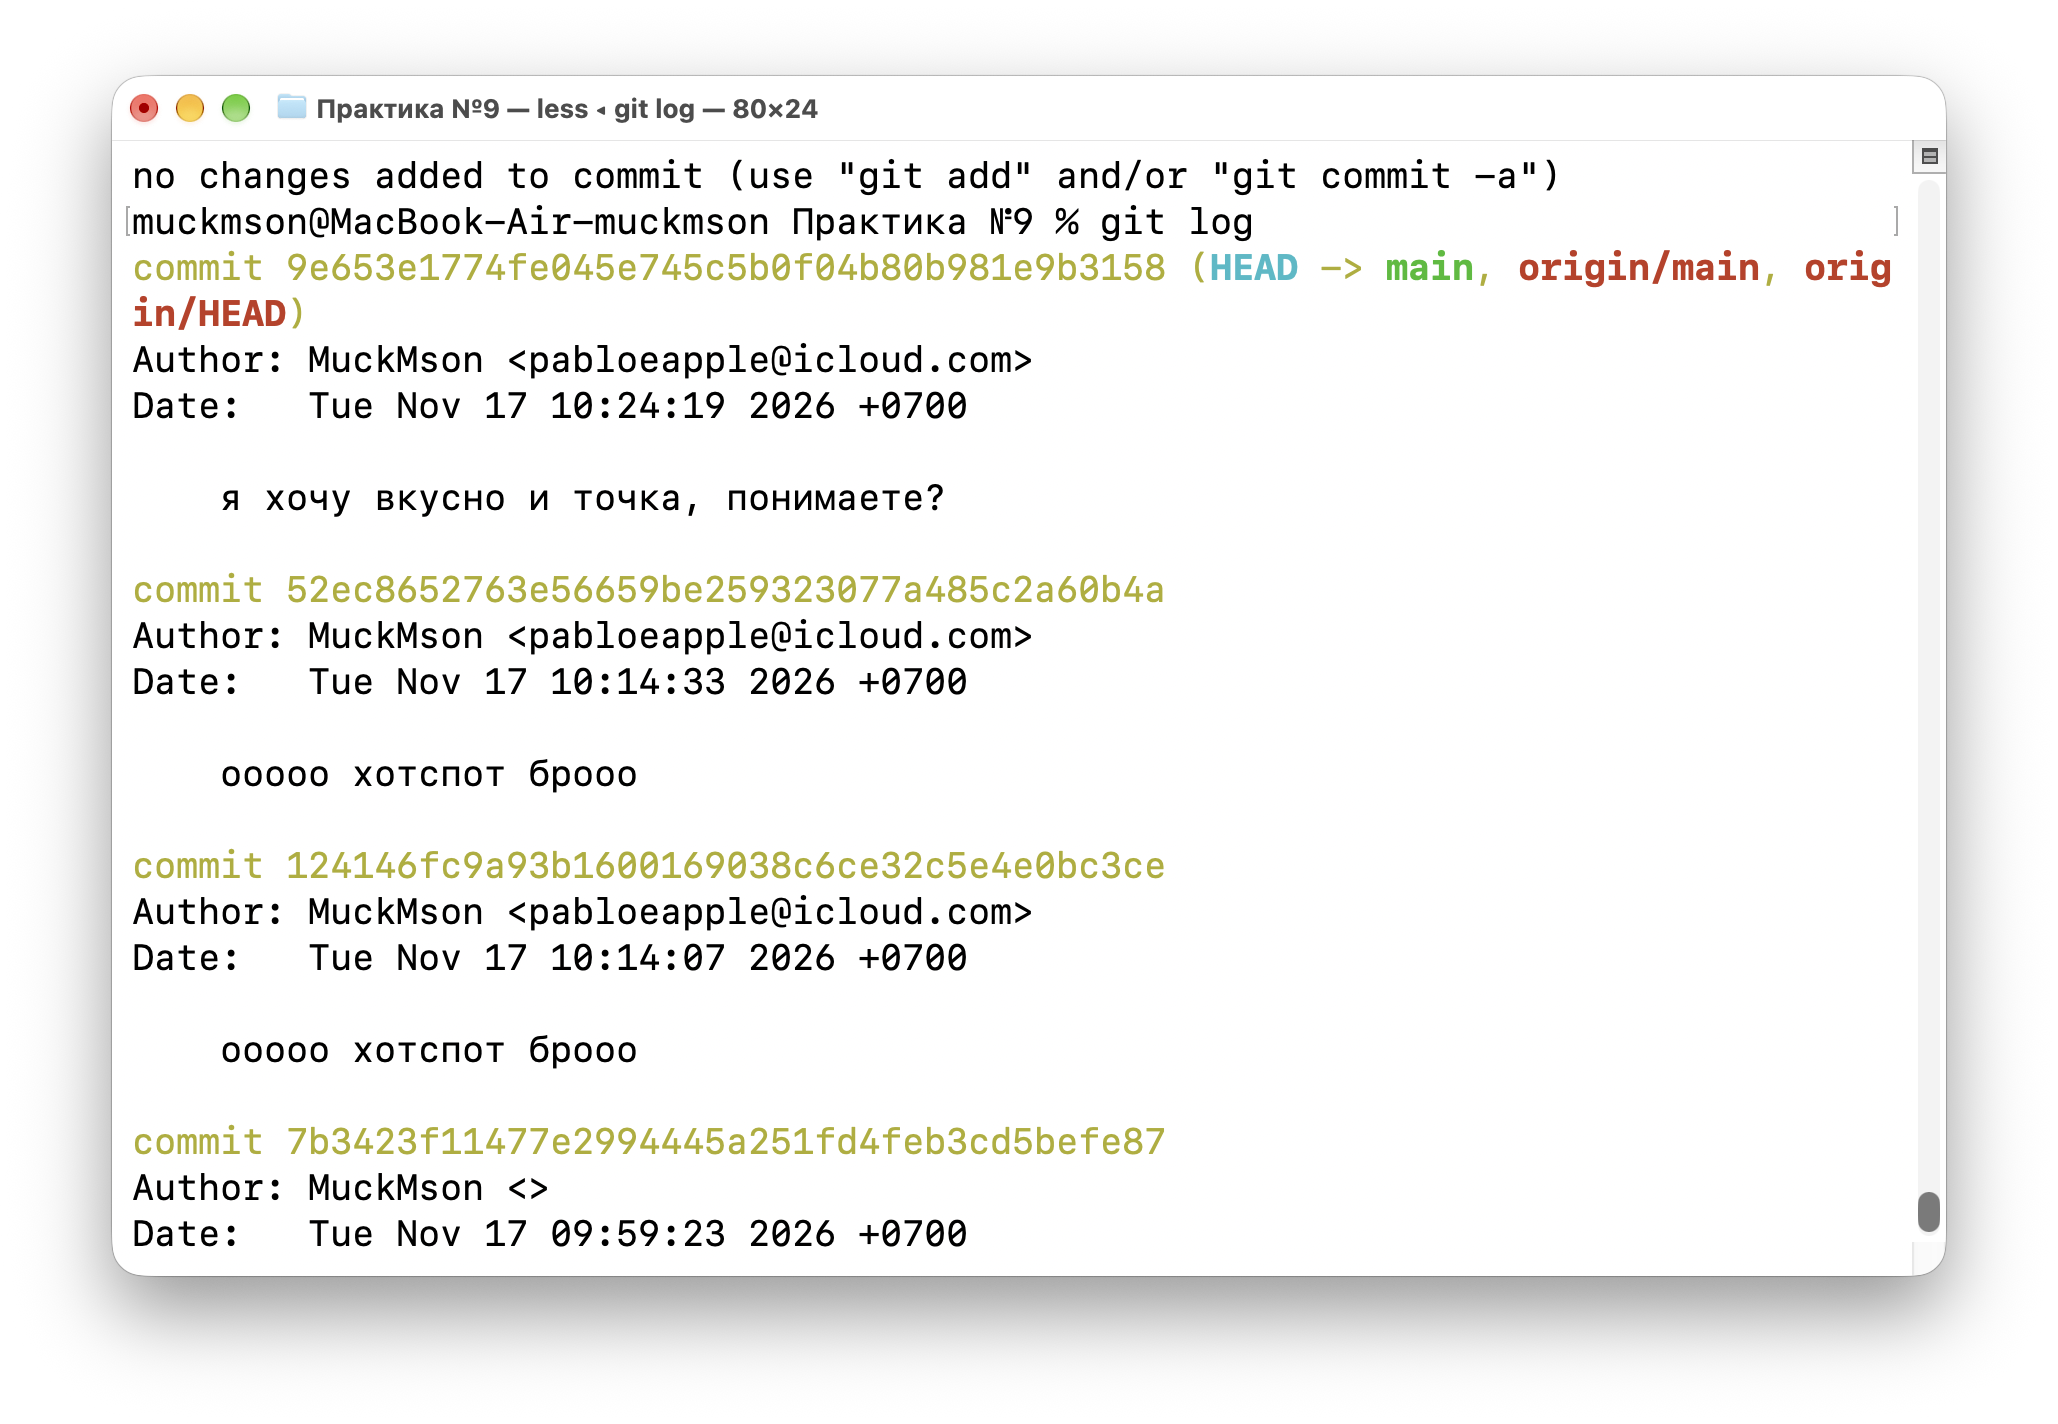 Практика №9 — less ◂ git log — 80×24
no changes added to commit (use "git add" and/or "git commit -a")
[muckmson@MacBook-Air-muckmson Практика №9 % git log ]
commit 9e653e1774fe045e745c5b0f04b80b981e9b3158 (HEAD -> main, origin/main, orig
in/HEAD)
Author: MuckMson <pabloeapple@icloud.com>
Date:   Tue Nov 17 10:24:19 2026 +0700
я хочу вкусно и точка, понимаете?
commit 52ec8652763e56659be259323077a485c2a60b4a
Author: MuckMson <pabloeapple@icloud.com>
Date:   Tue Nov 17 10:14:33 2026 +0700
ооооо хотспот брооо
commit 124146fc9a93b1600169038c6ce32c5e4e0bc3ce
Author: MuckMson <pabloeapple@icloud.com>
Date:   Tue Nov 17 10:14:07 2026 +0700
ооооо хотспот брооо
commit 7b3423f11477e2994445a251fd4feb3cd5befe87
Author: MuckMson <>
Date:   Tue Nov 17 09:59:23 2026 +0700